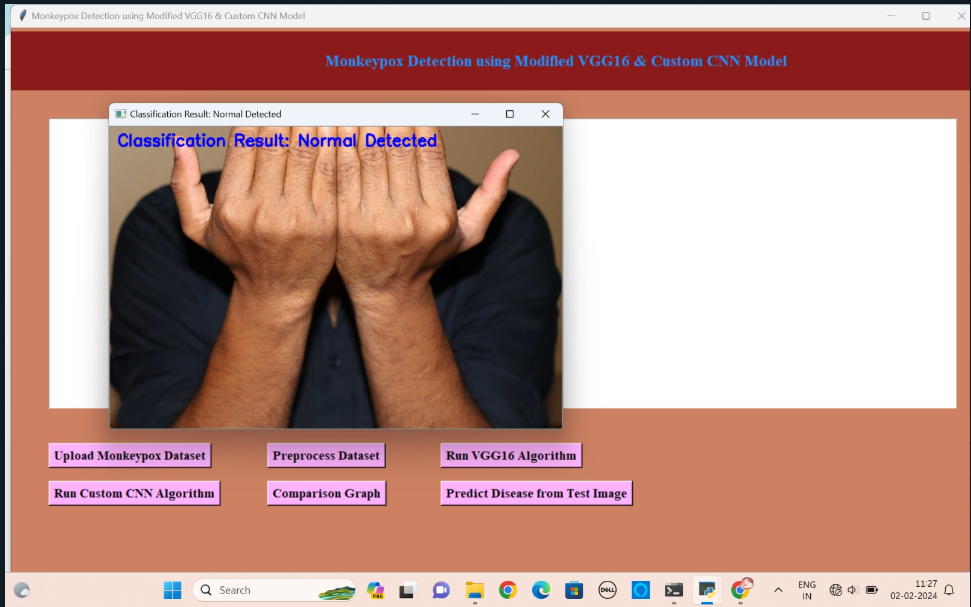 Monkeypox Detection using Modified VGG16 & Custom CNN Model
Monkeypox Detection using Modified VGG16 & Custom CNN Model
Classification Result: Normal Detected
Classification Result: Normal Detected
Upload Monkeypox Dataset
Preprocess Dataset
Run VGG16 Algorithm
Run Custom CNN Algorithm
Comparison Graph
Predict Disease from Test Image
Search
PRE
DELL
ENG
IN
11:27
02-02-2024